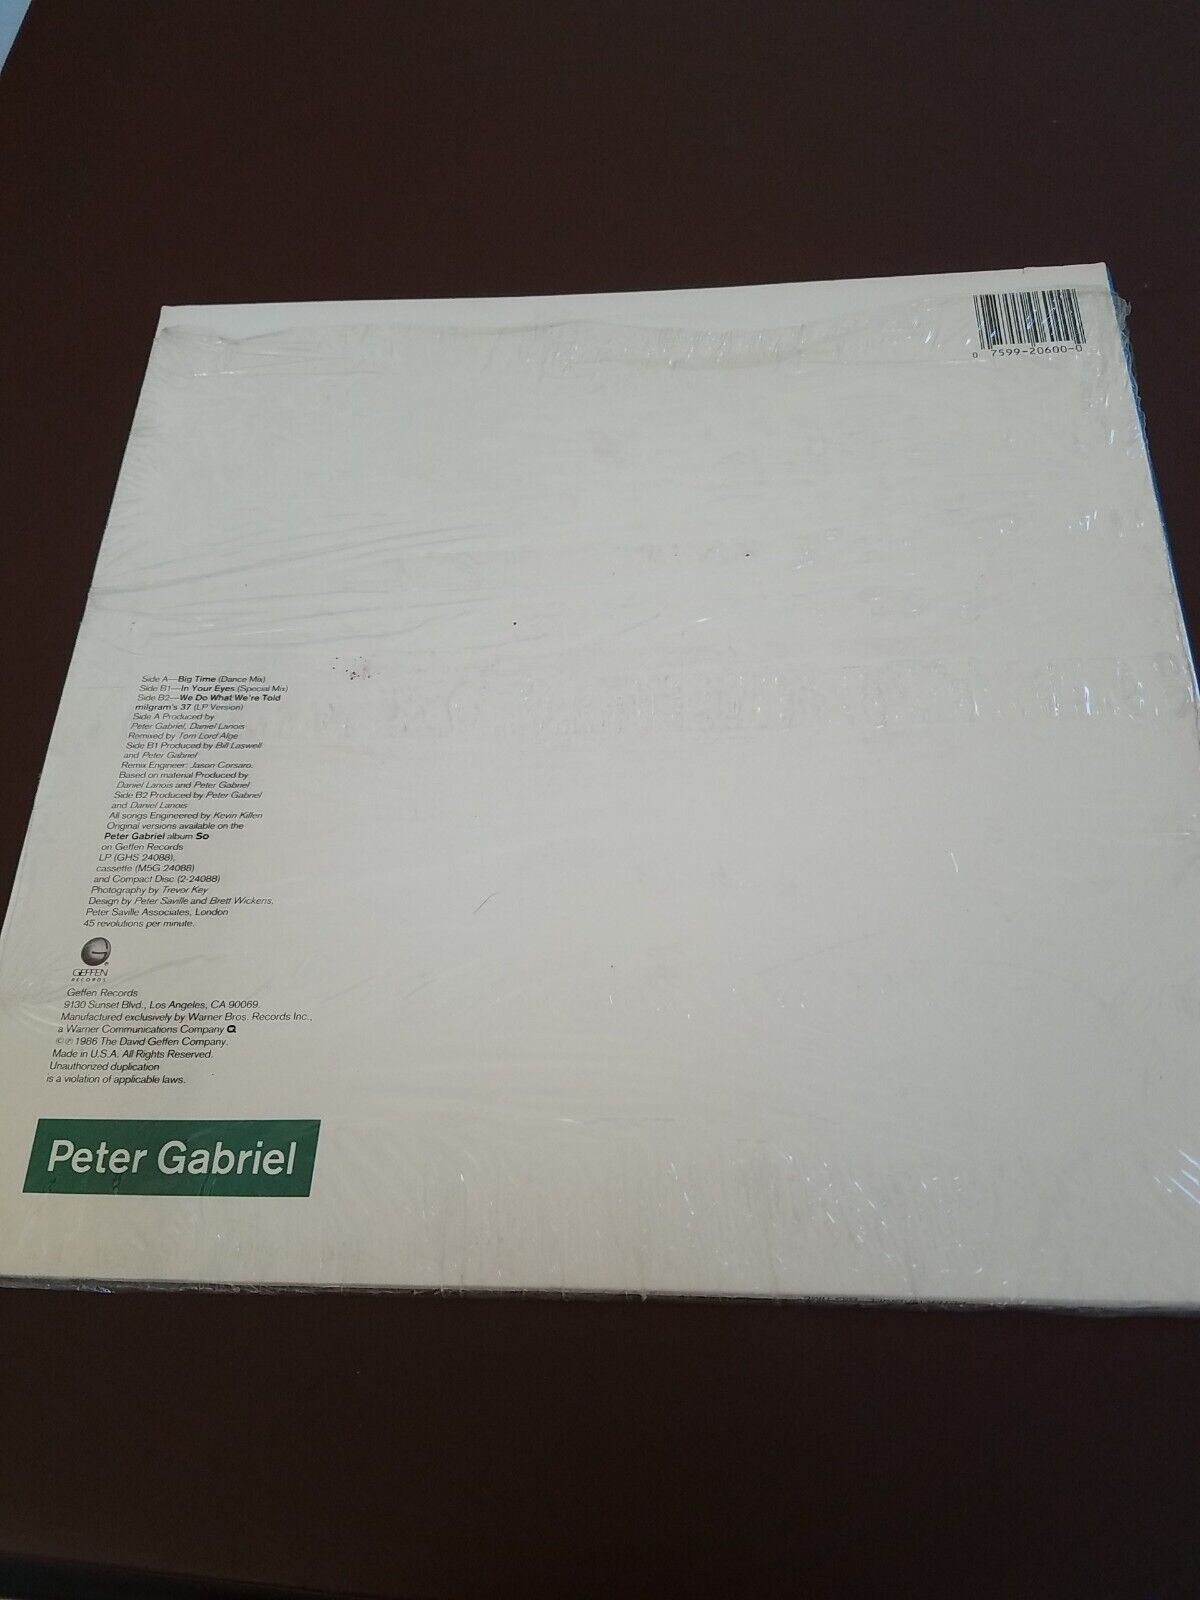 0 7599-20600-0
Side A—Big Time (Dance Mix)
Side B1—In Your Eyes (Special Mix)
Side B2—We Do What We're Told
milgram's 37 (LP Version)
Side A Produced by
Peter Gabriel, Daniel Lanois
Remixed by Tom Lord Alge
Side B1 Produced by Bill Laswell
and Peter Gabriel
Remix Engineer: Jason Corsaro.
Based on material Produced by
Daniel Lanois and Peter Gabriel
Side B2 Produced by Peter Gabriel
and Daniel Lanois
All songs Engineered by Kevin Killen
Original versions available on the
Peter Gabriel album So
on Geffen Records
LP (GHS 24088),
cassette (M5G 24088)
and Compact Disc (2-24088)
Photography by Trevor Key
Design by Peter Saville and Brett Wickens,
Peter Saville Associates, London
45 revolutions per minute.
GEFFEN
RECORDS
Geffen Records
9130 Sunset Blvd., Los Angeles, CA 90069.
Manufactured exclusively by Warner Bros. Records Inc.,
a Warner Communications Company
©℗ 1986 The David Geffen Company.
Made in U.S.A. All Rights Reserved.
Unauthorized duplication
is a violation of applicable laws.
Peter Gabriel